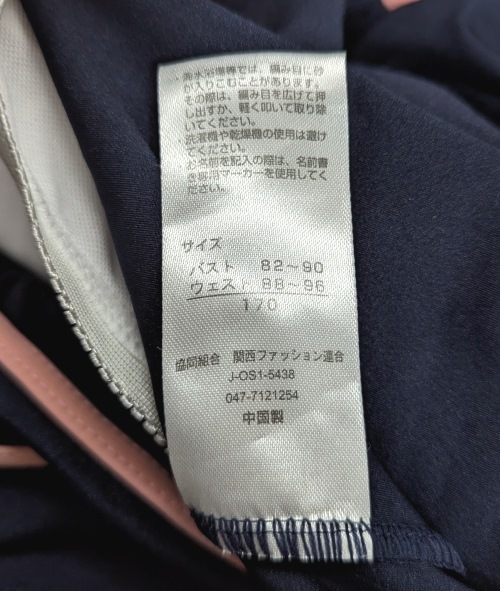 ・海水浴場等では、編み目に砂
が入りこむことがあります。
その際は、編み目を広げて押
し出すか、軽く叩いて取り除
いてください。
・洗濯機や乾燥機の使用は避け
てください。
・お名前を記入の際は、名前書
き専用マーカーを使用してく
ださい。
サイズ
バスト 82～90
ウェスト 88～96
170
協同組合 関西ファッション連合
J-OS1-5438
047-7121254
中国製